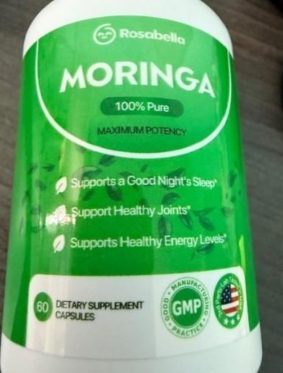 Rosabella
MORINGA
100% Pure
MAXIMUM POTENCY
Supports a Good Night's Sleep*
Support Healthy Joints*
Supports Healthy Energy Levels*
60
DIETARY SUPPLEMENT
CAPSULES
GOOD MANUFACTURING PRACTICE
GMP